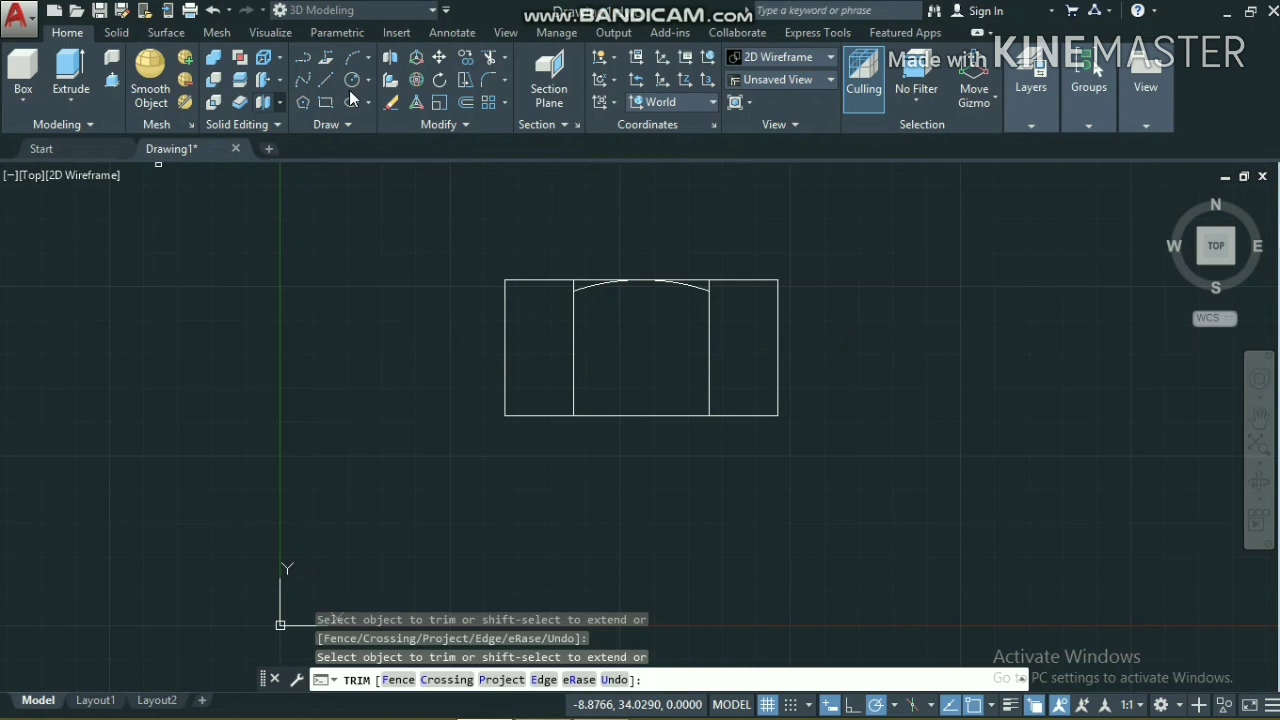 3D Modeling
www.BANDICAM.com
Type a keyword or phrase
Sign In
Home Solid Surface Mesh Visualize Parametric Insert Annotate View Manage Output Add-ins Collaborate Express Tools Featured Apps
Made with KINEMASTER
Box
Extrude
Smooth Object
Section Plane
2D Wireframe
Unsaved View
World
Culling
No Filter
Move Gizmo
Layers
Groups
View
Modeling Mesh Solid Editing Draw Modify Section Coordinates View Selection
Start Drawing1*
[−][Top][2D Wireframe]
N
W TOP E
S
WCS
Y
X
Select object to trim or shift-select to extend or
[Fence/Crossing/Project/Edge/eRase/Undo]:
Select object to trim or shift-select to extend or
TRIM [Fence Crossing Project Edge eRase Undo]:
Activate Windows
Go to PC settings to activate Windows.
Model Layout1 Layout2
-8.8766, 34.0290, 0.0000 MODEL 1:1